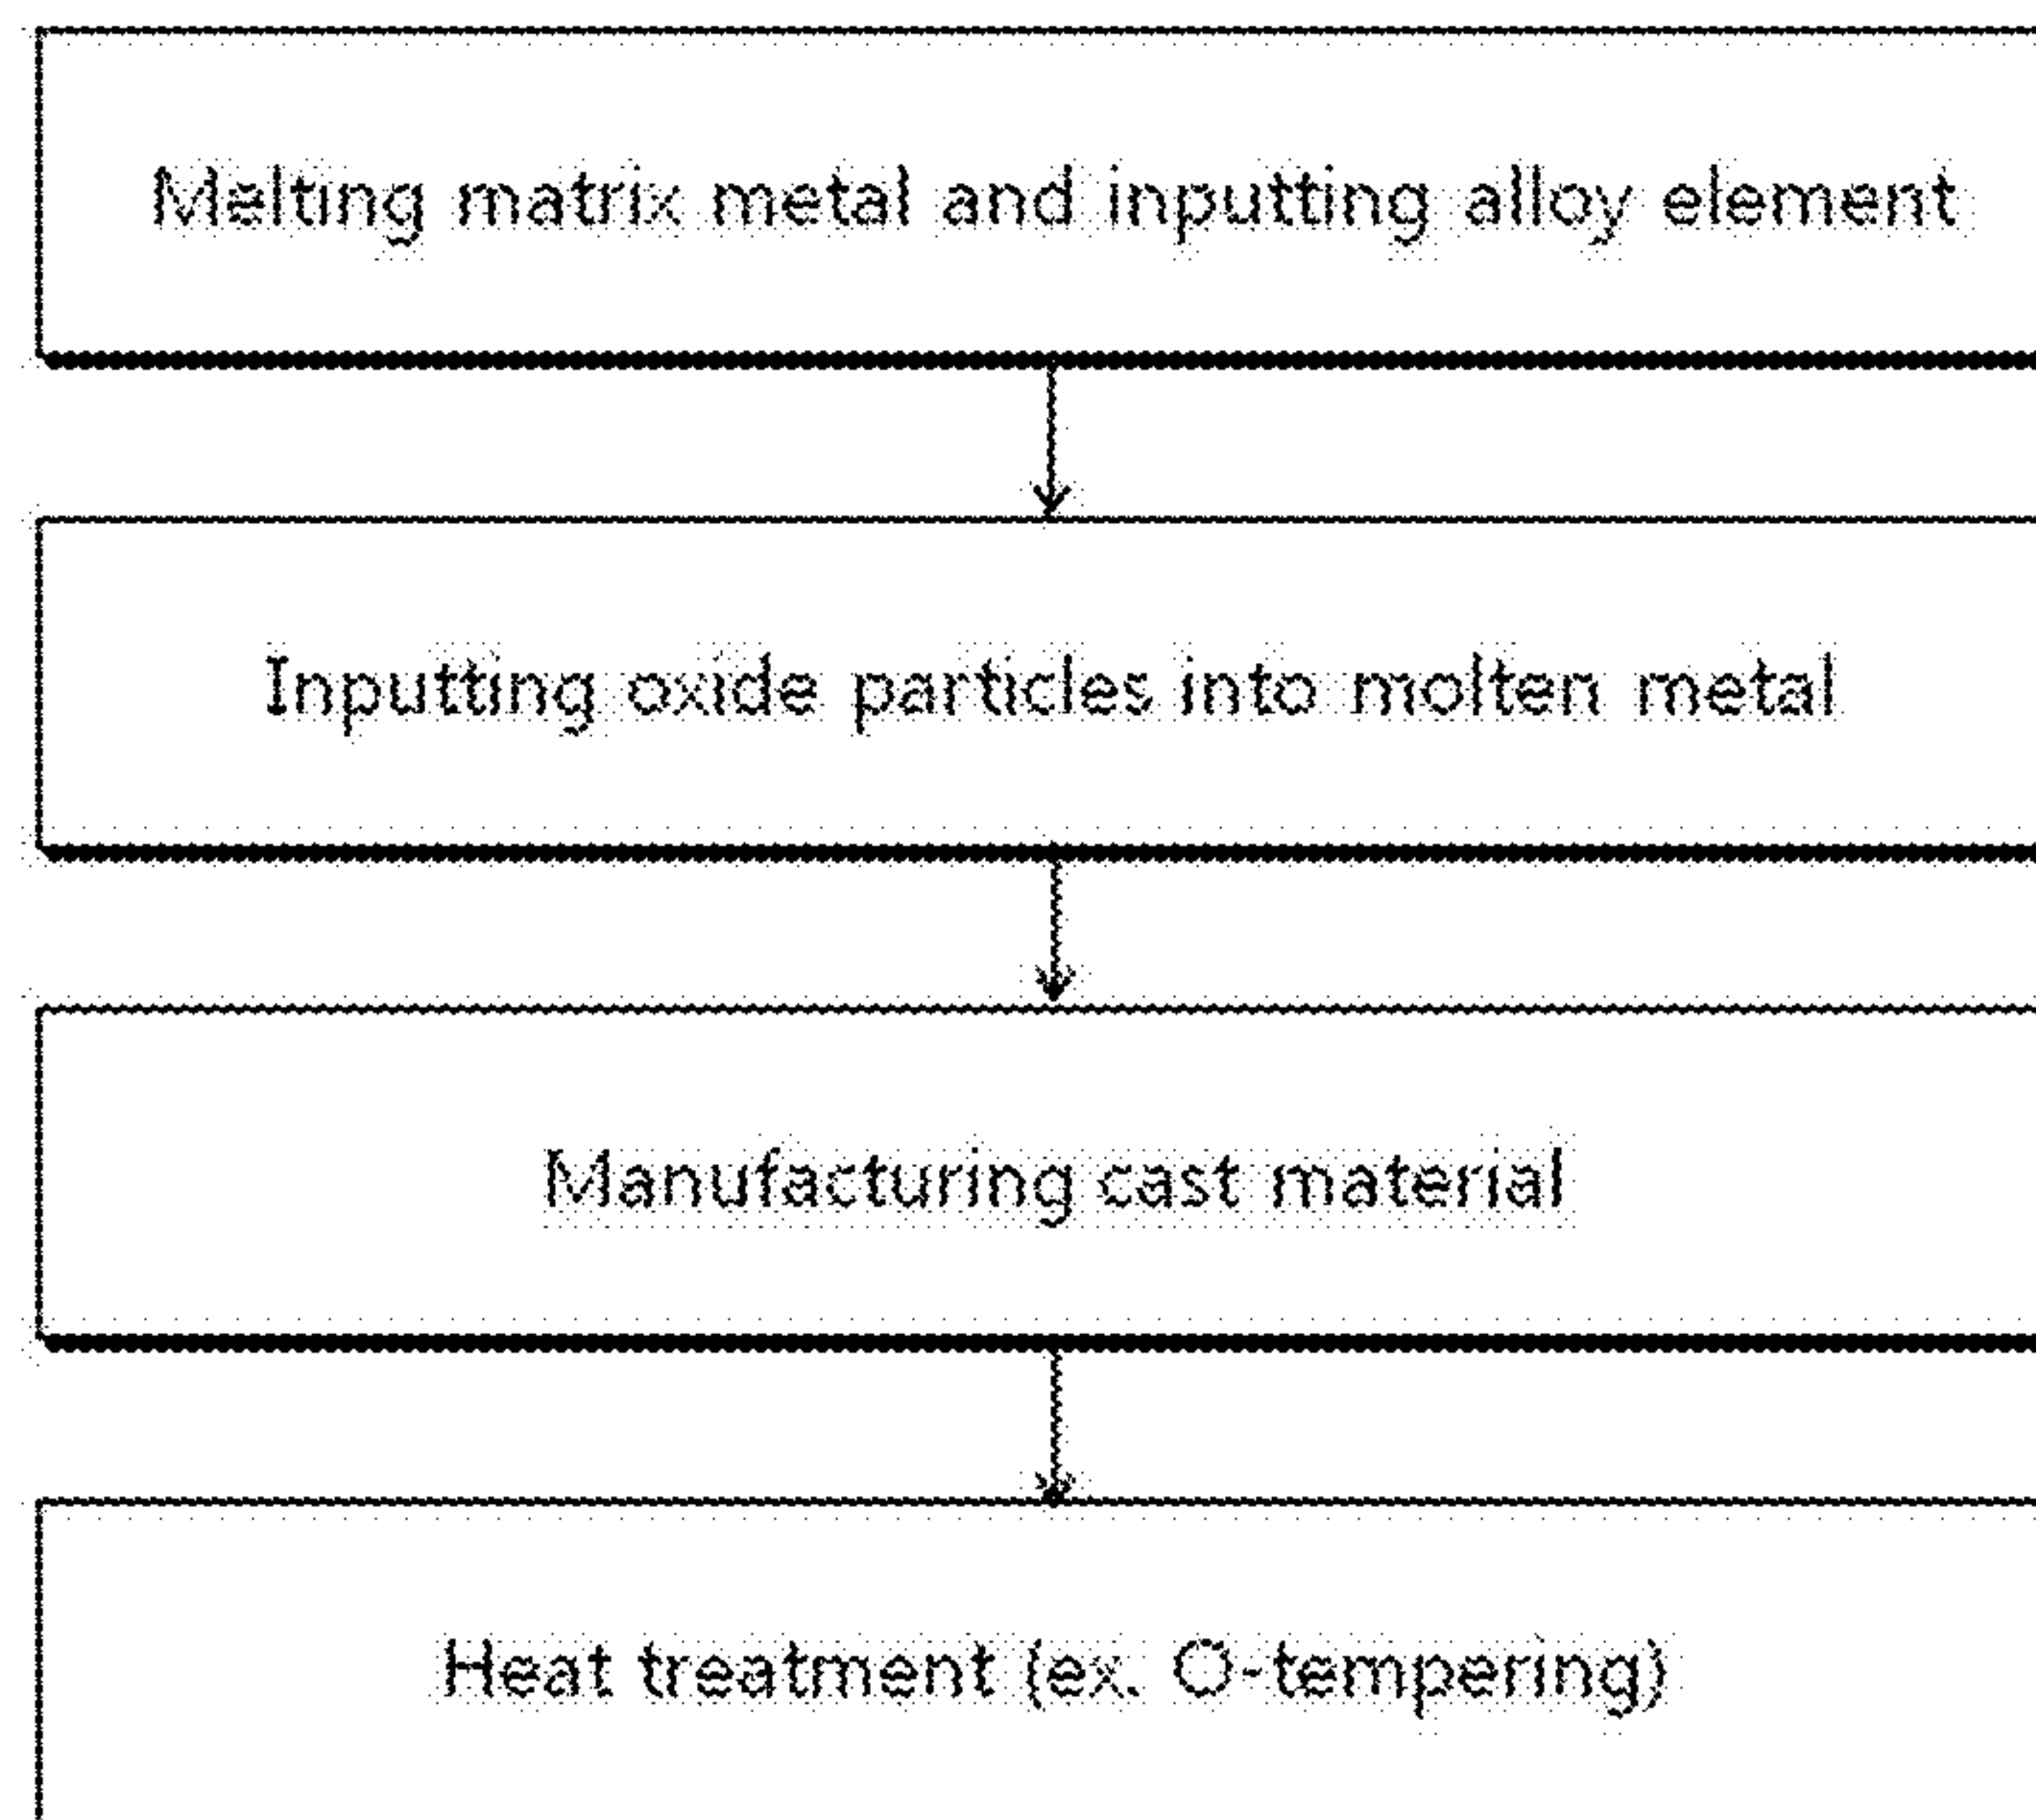 Melting matrix metal and inputting alloy element
Inputting oxide particles into molten metal
Manufacturing cast material
Heat treatment (ex. O-tempering)